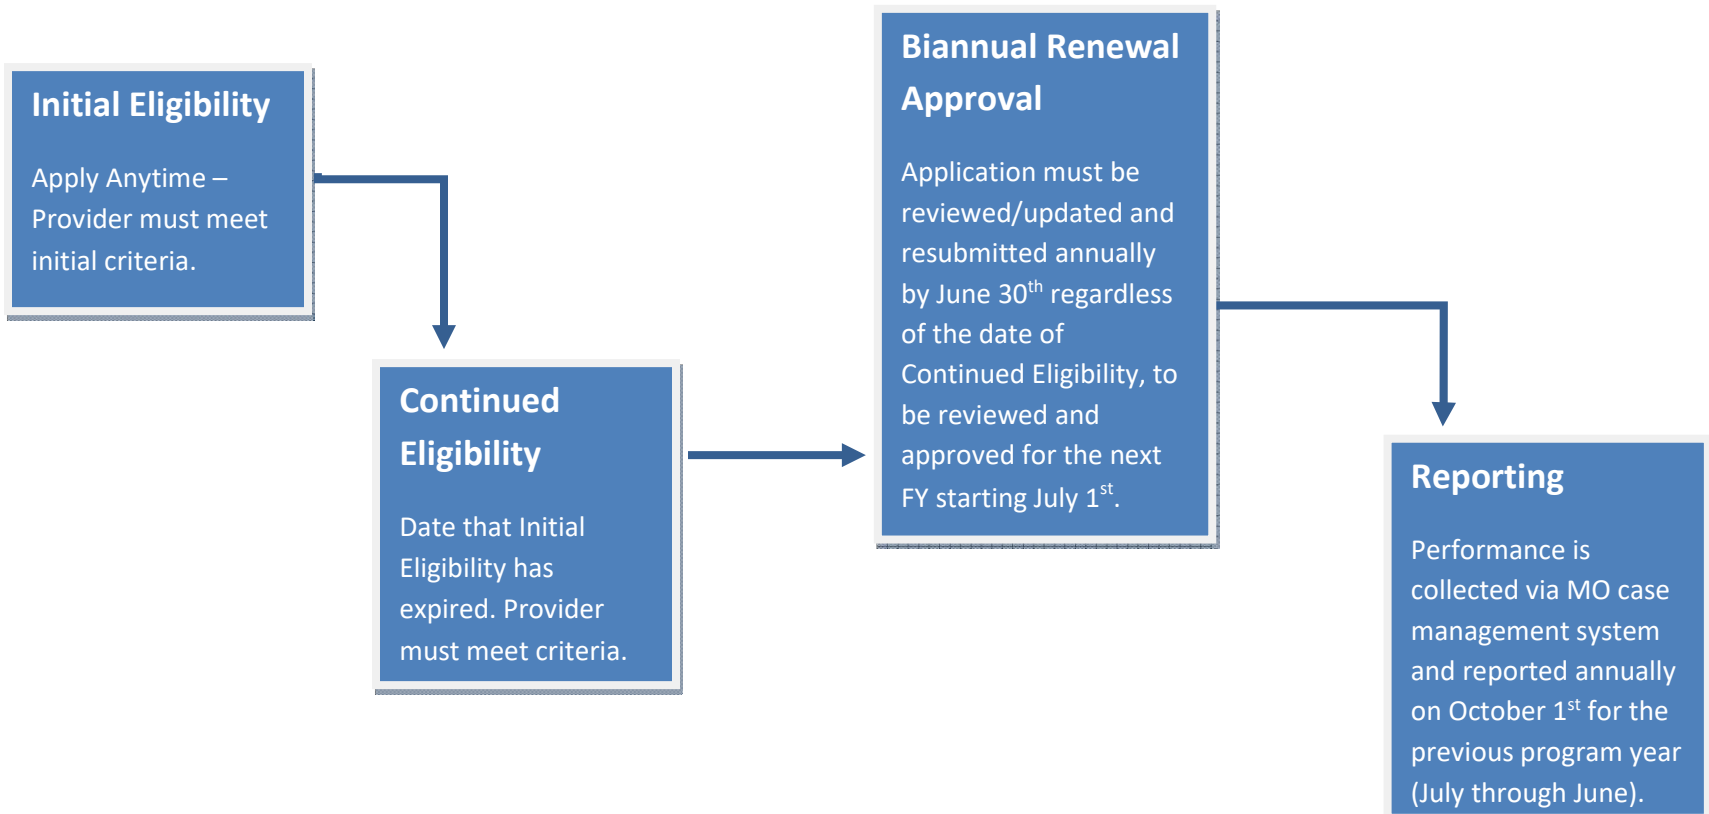 Initial Eligibility
Apply Anytime –
Provider must meet
initial criteria.
Continued
Eligibility
Date that Initial
Eligibility has
expired. Provider
must meet criteria.
Biannual Renewal
Approval
Application must be
reviewed/updated and
resubmitted annually
by June 30th regardless
of the date of
Continued Eligibility, to
be reviewed and
approved for the next
FY starting July 1st.
Reporting
Performance is
collected via MO case
management system
and reported annually
on October 1st for the
previous program year
(July through June).